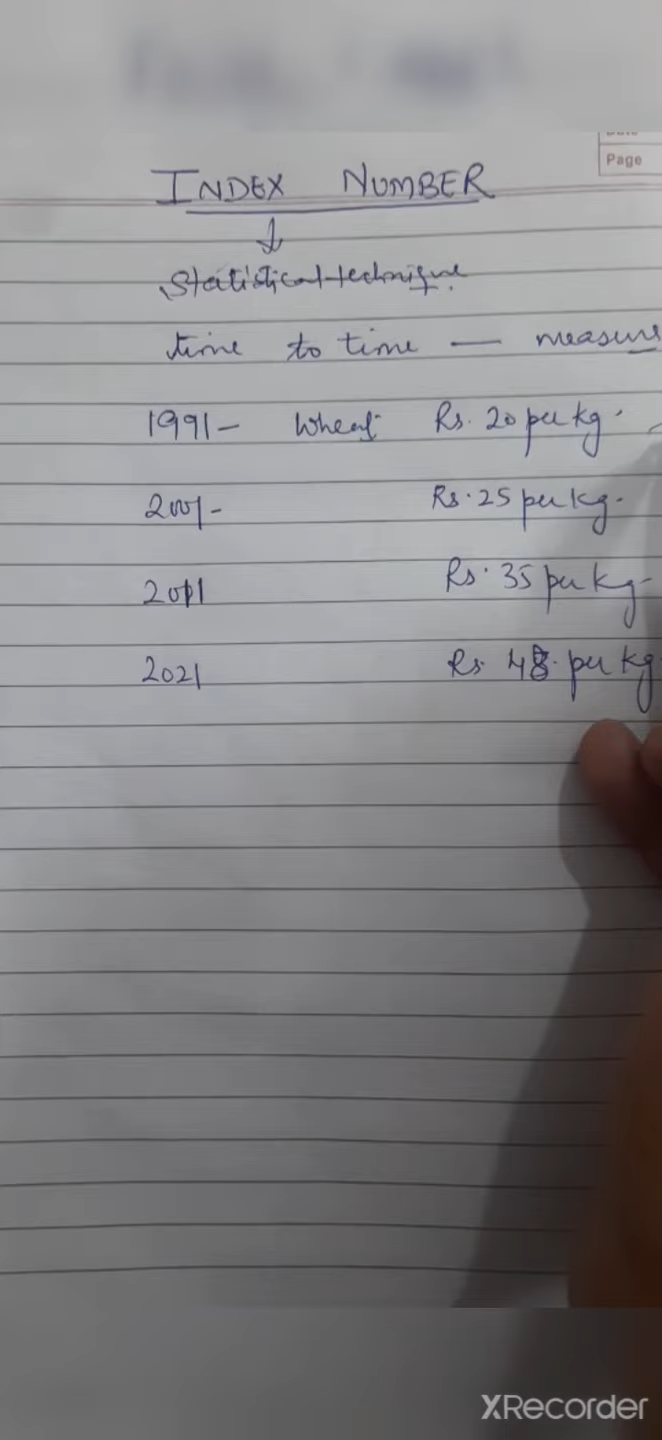 Page
INDEX NUMBER
↓
Statistical technique.
time to time — measure
1991 – Wheat Rs. 20 per kg.
2001 – Rs. 25 per kg.
2011 Rs. 35 per kg.
2021 Rs. 48. per kg
XRecorder